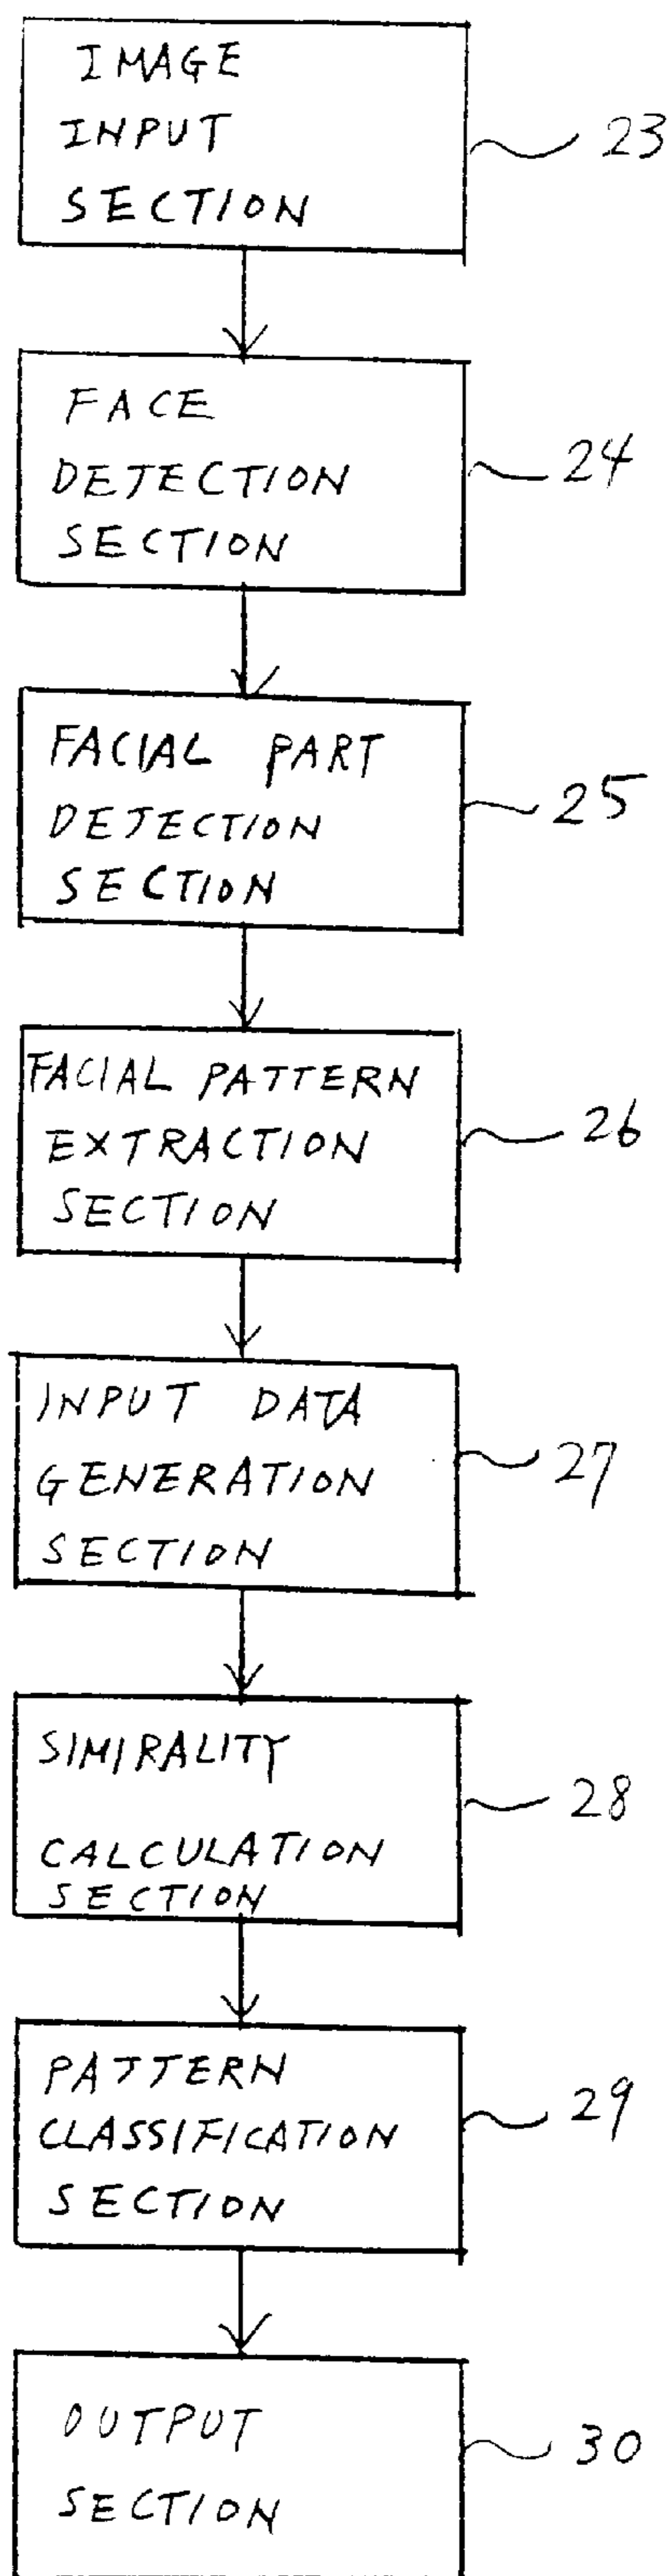 IMAGE
INPUT
SECTION
23
FACE
DETECTION
SECTION
24
FACIAL PART
DETECTION
SECTION
25
FACIAL PATTERN
EXTRACTION
SECTION
26
INPUT DATA
GENERATION
SECTION
27
SIMIRALITY
CALCULATION
SECTION
28
PATTERN
CLASSIFICATION
SECTION
29
OUTPUT
SECTION
30